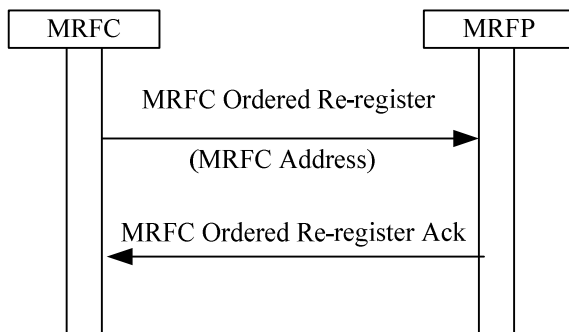 MRFC
MRFP
MRFC Ordered Re-register
(MRFC Address)
MRFC Ordered Re-register Ack